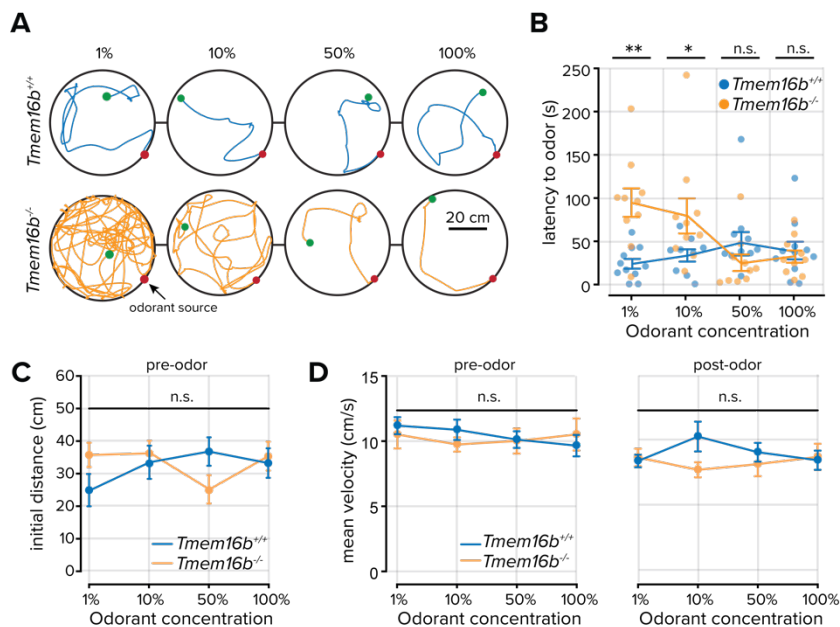 A
1%
10%
50%
100%
Tmem16b+/+
Tmem16b-/-
20 cm
odorant source
B
**
*
n.s.
n.s.
250
200
150
100
50
0
latency to odor (s)
Tmem16b+/+
Tmem16b-/-
1%
10%
50%
100%
Odorant concentration
C
pre-odor
60
50
40
30
20
10
0
initial distance (cm)
n.s.
Tmem16b+/+
Tmem16b-/-
1%
10%
50%
100%
Odorant concentration
D
pre-odor
15
10
5
0
mean velocity (cm/s)
n.s.
Tmem16b+/+
Tmem16b-/-
1%
10%
50%
100%
Odorant concentration
post-odor
n.s.
1%
10%
50%
100%
Odorant concentration